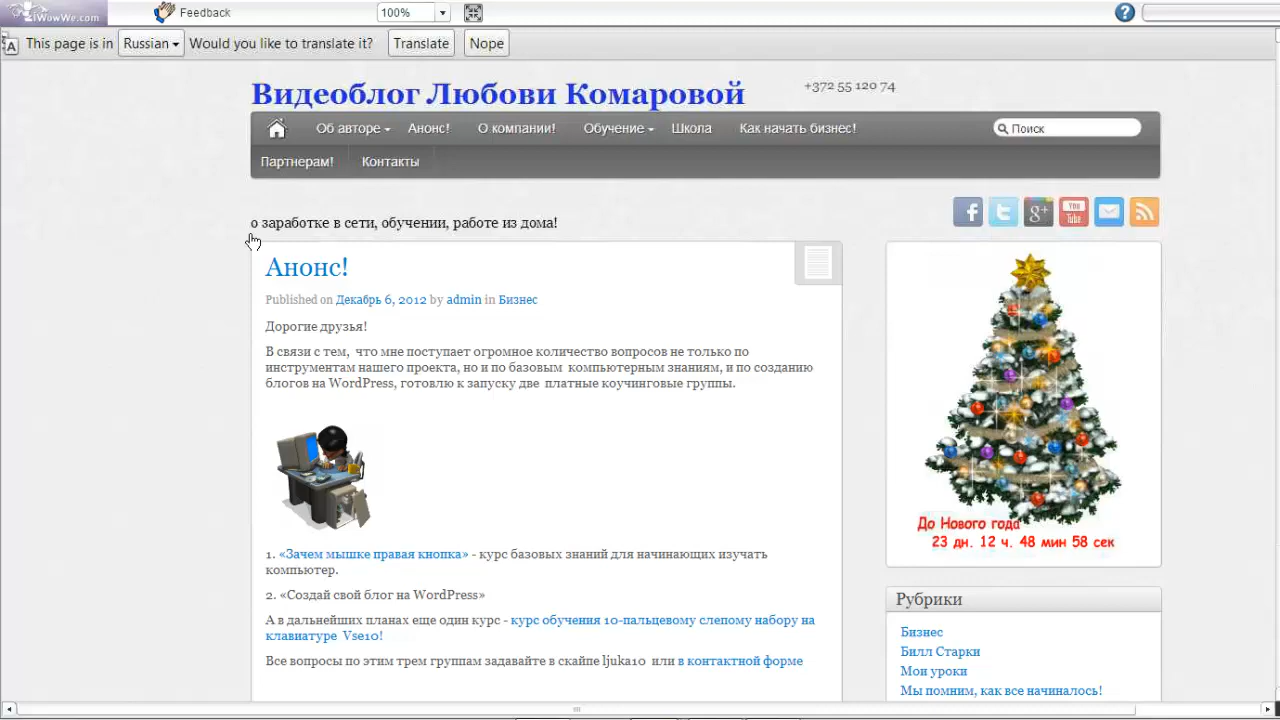 iWowWe.com
Feedback
100%
?
This page is in Russian Would you like to translate it? Translate Nope
Видеоблог Любови Комаровой
+372 55 120 74
Об авторе Анонс! О компании! Обучение Школа Как начать бизнес!
Поиск
Партнерам! Контакты
о заработке в сети, обучении, работе из дома!
Анонс!
Published on Декабрь 6, 2012 by admin in Бизнес
Дорогие друзья!
В связи с тем, что мне поступает огромное количество вопросов не только по
инструментам нашего проекта, но и по базовым компьютерным знаниям, и по созданию
блогов на WordPress, готовлю к запуску две платные коучинговые группы.
1. «Зачем мышке правая кнопка» - курс базовых знаний для начинающих изучать
компьютер.
2. «Создай свой блог на WordPress»
А в дальнейших планах еще один курс - курс обучения 10-пальцевому слепому набору на
клавиатуре Vse10!
Все вопросы по этим трем группам задавайте в скайпе ljuka10 или в контактной форме
f t g+ You Tube
До Нового года
23 дн. 12 ч. 48 мин 58 сек
Рубрики
Бизнес
Билл Старки
Мои уроки
Мы помним, как все начиналось!